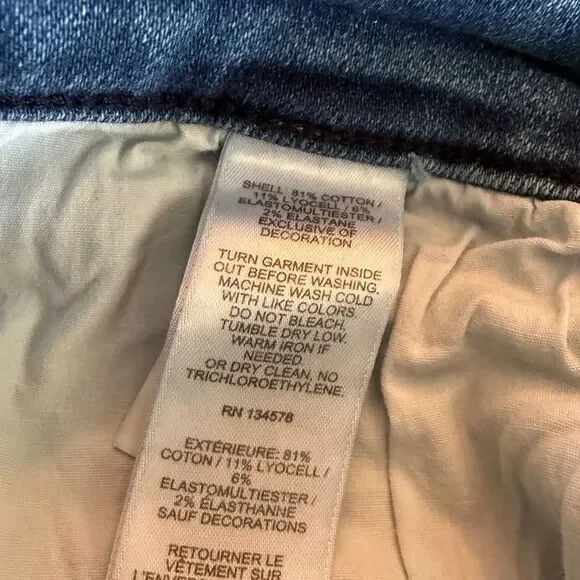 SHELL 81% COTTON /
11% LYOCELL / 6%
ELASTOMULTIESTER /
2% ELASTANE
EXCLUSIVE OF
DECORATION
TURN GARMENT INSIDE
OUT BEFORE WASHING.
MACHINE WASH COLD
WITH LIKE COLORS.
DO NOT BLEACH.
TUMBLE DRY LOW.
WARM IRON IF
NEEDED.
OR DRY CLEAN, NO
TRICHLOROETHYLENE.
RN 134578
EXTÉRIEURE: 81%
COTON / 11% LYOCELL /
6%
ELASTOMULTIESTER /
2% ÉLASTHANNE
SAUF DÉCORATIONS
RETOURNER LE
VÊTEMENT SUR